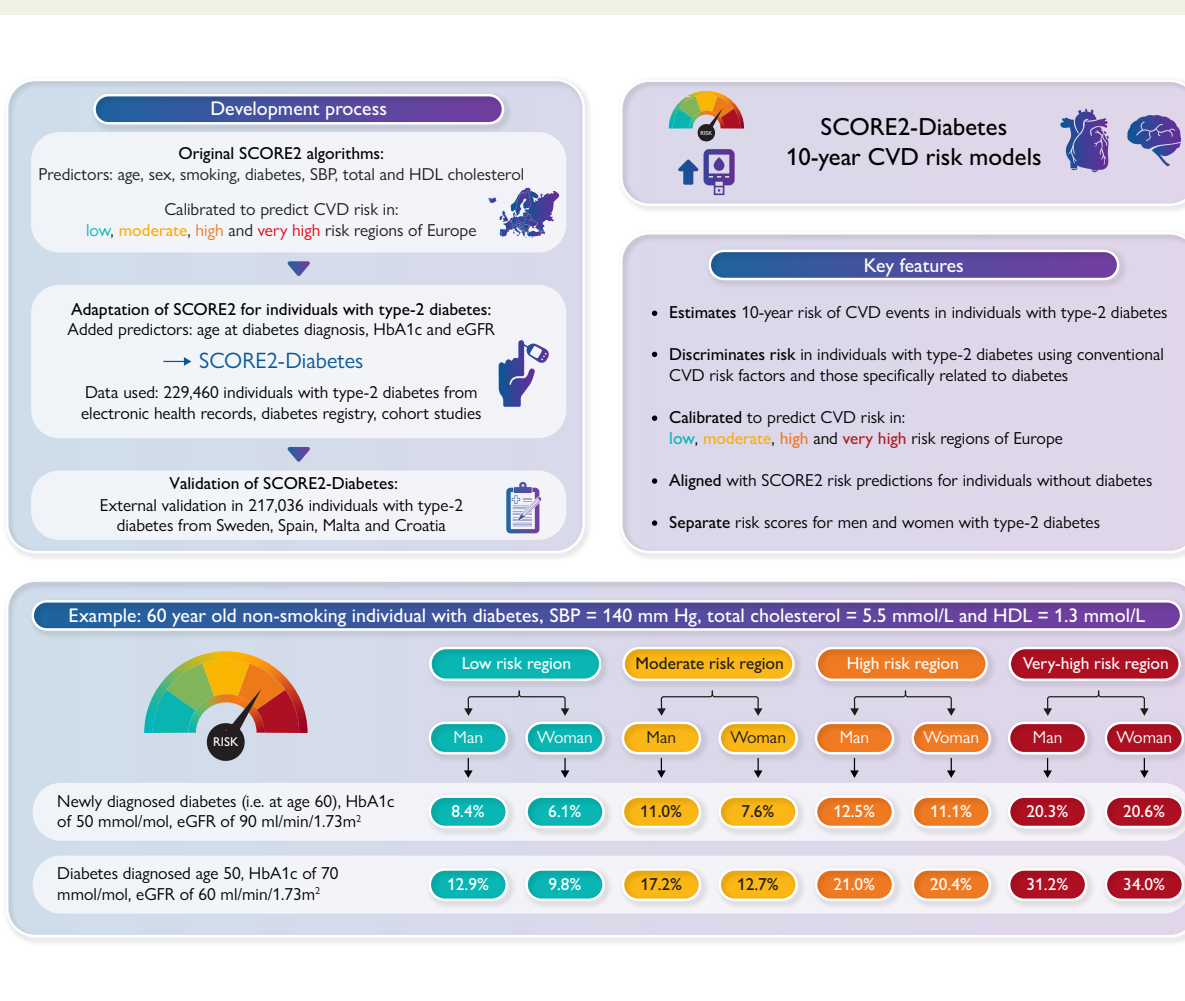 Development process
Original SCORE2 algorithms:
Predictors: age, sex, smoking, diabetes, SBP, total and HDL cholesterol
Calibrated to predict CVD risk in:
low, moderate, high and very high risk regions of Europe
Adaptation of SCORE2 for individuals with type-2 diabetes:
Added predictors: age at diabetes diagnosis, HbA1c and eGFR
→ SCORE2-Diabetes
Data used: 229,460 individuals with type-2 diabetes from
electronic health records, diabetes registry, cohort studies
Validation of SCORE2-Diabetes:
External validation in 217,036 individuals with type-2
diabetes from Sweden, Spain, Malta and Croatia
RISK
SCORE2-Diabetes
10-year CVD risk models
Key features
• Estimates 10-year risk of CVD events in individuals with type-2 diabetes
• Discriminates risk in individuals with type-2 diabetes using conventional
CVD risk factors and those specifically related to diabetes
• Calibrated to predict CVD risk in:
low, moderate, high and very high risk regions of Europe
• Aligned with SCORE2 risk predictions for individuals without diabetes
• Separate risk scores for men and women with type-2 diabetes
Example: 60 year old non-smoking individual with diabetes, SBP = 140 mm Hg, total cholesterol = 5.5 mmol/L and HDL = 1.3 mmol/L
RISK
Low risk region Moderate risk region High risk region Very-high risk region
Man Woman Man Woman Man Woman Man Woman
Newly diagnosed diabetes (i.e. at age 60), HbA1c
of 50 mmol/mol, eGFR of 90 ml/min/1.73m²
8.4% 6.1% 11.0% 7.6% 12.5% 11.1% 20.3% 20.6%
Diabetes diagnosed age 50, HbA1c of 70
mmol/mol, eGFR of 60 ml/min/1.73m²
12.9% 9.8% 17.2% 12.7% 21.0% 20.4% 31.2% 34.0%